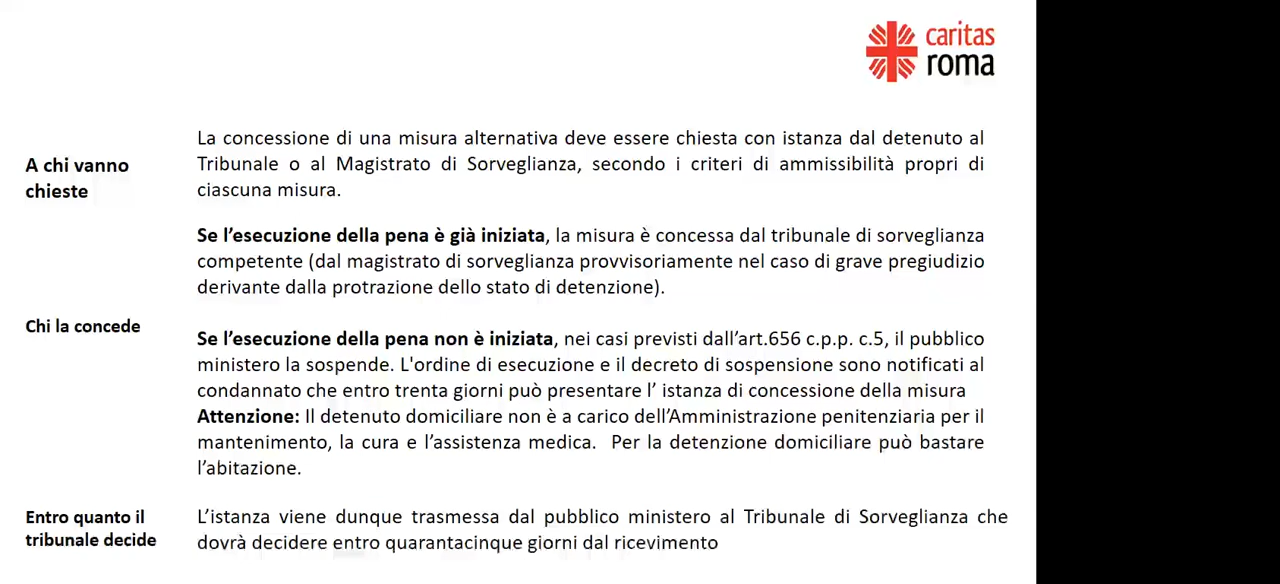 caritas
roma
A chi vanno
chieste
La concessione di una misura alternativa deve essere chiesta con istanza dal detenuto al
Tribunale o al Magistrato di Sorveglianza, secondo i criteri di ammissibilità propri di
ciascuna misura.
Se l’esecuzione della pena è già iniziata, la misura è concessa dal tribunale di sorveglianza
competente (dal magistrato di sorveglianza provvisoriamente nel caso di grave pregiudizio
derivante dalla protrazione dello stato di detenzione).
Chi la concede
Se l’esecuzione della pena non è iniziata, nei casi previsti dall’art.656 c.p.p. c.5, il pubblico
ministero la sospende. L'ordine di esecuzione e il decreto di sospensione sono notificati al
condannato che entro trenta giorni può presentare l’ istanza di concessione della misura
Attenzione: Il detenuto domiciliare non è a carico dell’Amministrazione penitenziaria per il
mantenimento, la cura e l’assistenza medica. Per la detenzione domiciliare può bastare
l’abitazione.
Entro quanto il
tribunale decide
L’istanza viene dunque trasmessa dal pubblico ministero al Tribunale di Sorveglianza che
dovrà decidere entro quarantacinque giorni dal ricevimento